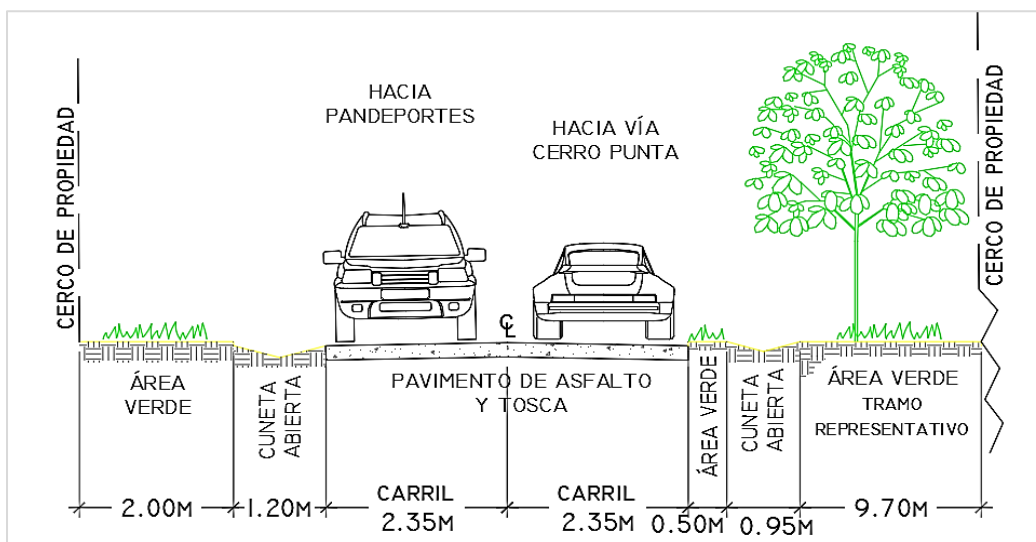 HACIA
PANDEPORTES
HACIA VÍA
CERRO PUNTA
CERCO DE PROPIEDAD
CERCO DE PROPIEDAD
CL
ÁREA
VERDE
CUNETA
ABIERTA
PAVIMENTO DE ASFALTO
Y TOSCA
ÁREA VERDE
CUNETA
ABIERTA
ÁREA VERDE
TRAMO
REPRESENTATIVO
2.00M
1.20M
CARRIL
2.35M
CARRIL
2.35M
0.50M
0.95M
9.70M